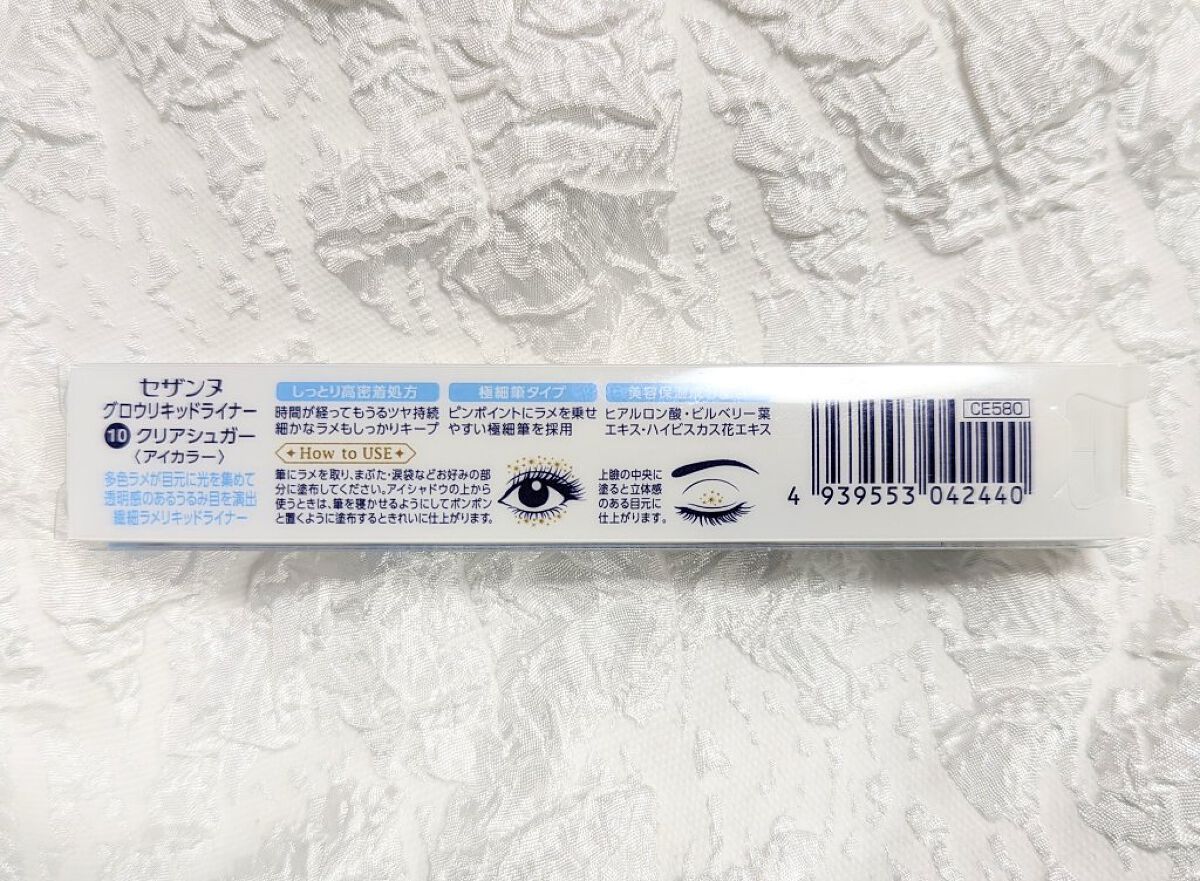 セザンヌ
グロウリキッドライナー
10 クリアシュガー
〈アイカラー〉
多色ラメが目元に光を集めて
透明感のあるうるみ目を演出
繊細ラメリキッドライナー
しっとり高密着処方
時間が経ってもうるツヤ持続
細かなラメもしっかりキープ
極細筆タイプ
ピンポイントにラメを乗せ
やすい極細筆を採用
美容保湿
ヒアルロン酸・ビルベリー葉
エキス・ハイビスカス花エキス
How to USE
筆にラメを取り、まぶた・涙袋などお好みの部
分に塗布してください。アイシャドウの上から
使うときは、筆を寝かせるようにしてポンポン
と置くように塗布するときれいに仕上がります。
上瞼の中央に
塗ると立体感
のある目元に
仕上がります。
CE580
4 939553 042440